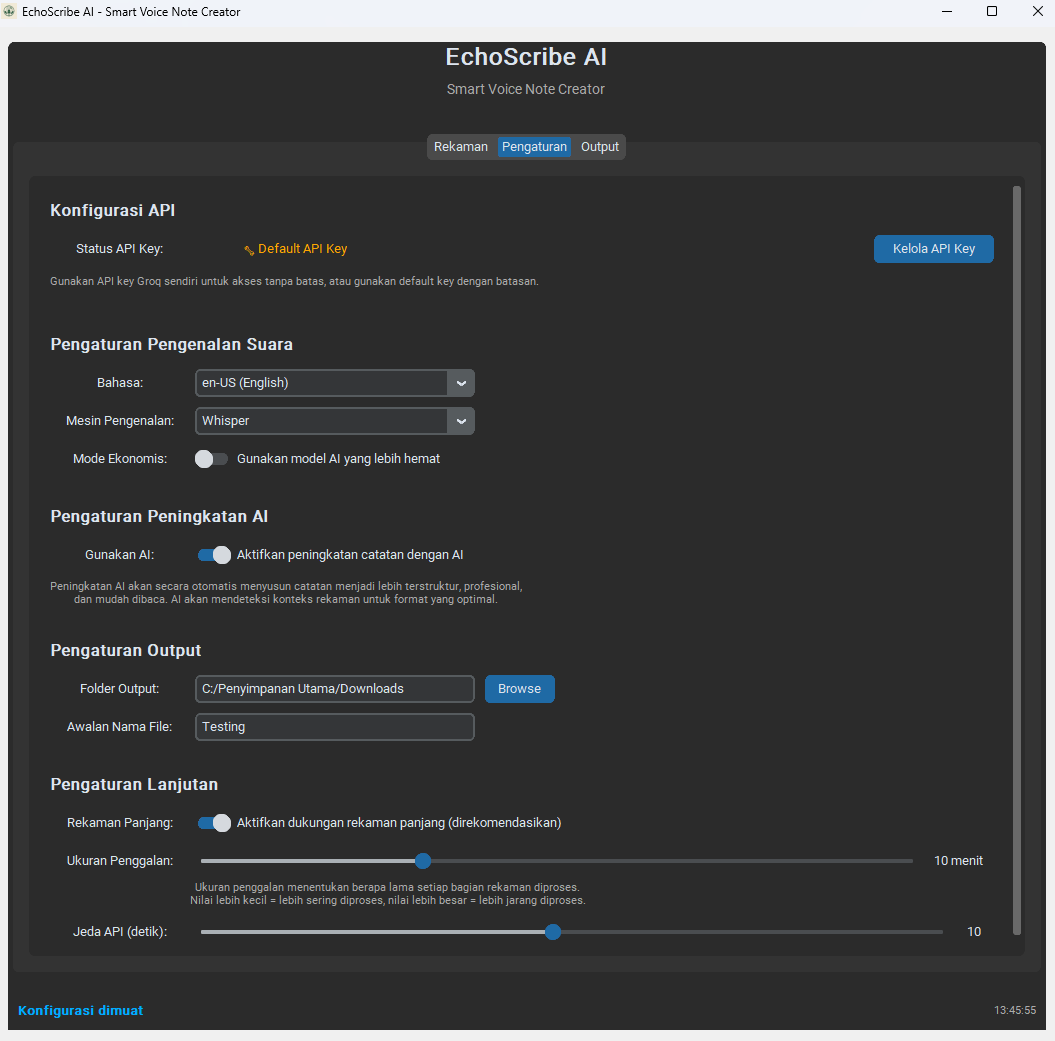 EchoScribe AI - Smart Voice Note Creator
EchoScribe AI
Smart Voice Note Creator
Rekaman Pengaturan Output
Konfigurasi API
Status API Key: Default API Key Kelola API Key
Gunakan API key Groq sendiri untuk akses tanpa batas, atau gunakan default key dengan batasan.
Pengaturan Pengenalan Suara
Bahasa: en-US (English)
Mesin Pengenalan: Whisper
Mode Ekonomis: Gunakan model AI yang lebih hemat
Pengaturan Peningkatan AI
Gunakan AI: Aktifkan peningkatan catatan dengan AI
Peningkatan AI akan secara otomatis menyusun catatan menjadi lebih terstruktur, profesional,
dan mudah dibaca. AI akan mendeteksi konteks rekaman untuk format yang optimal.
Pengaturan Output
Folder Output: C:/Penyimpanan Utama/Downloads Browse
Awalan Nama File: Testing
Pengaturan Lanjutan
Rekaman Panjang: Aktifkan dukungan rekaman panjang (direkomendasikan)
Ukuran Penggalan: 10 menit
Ukuran penggalan menentukan berapa lama setiap bagian rekaman diproses.
Nilai lebih kecil = lebih sering diproses, nilai lebih besar = lebih jarang diproses.
Jeda API (detik): 10
Konfigurasi dimuat 13:45:55